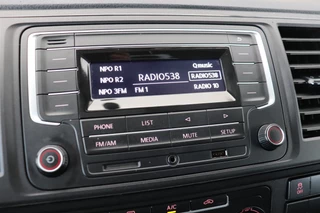 NPO R1 Q music
NPO R2 RADIO538 RADIO538
NPO 3FM FM 1 RADIO 10
PHONE LIST
FM/AM MEDIA MUTE SETUP
A/C